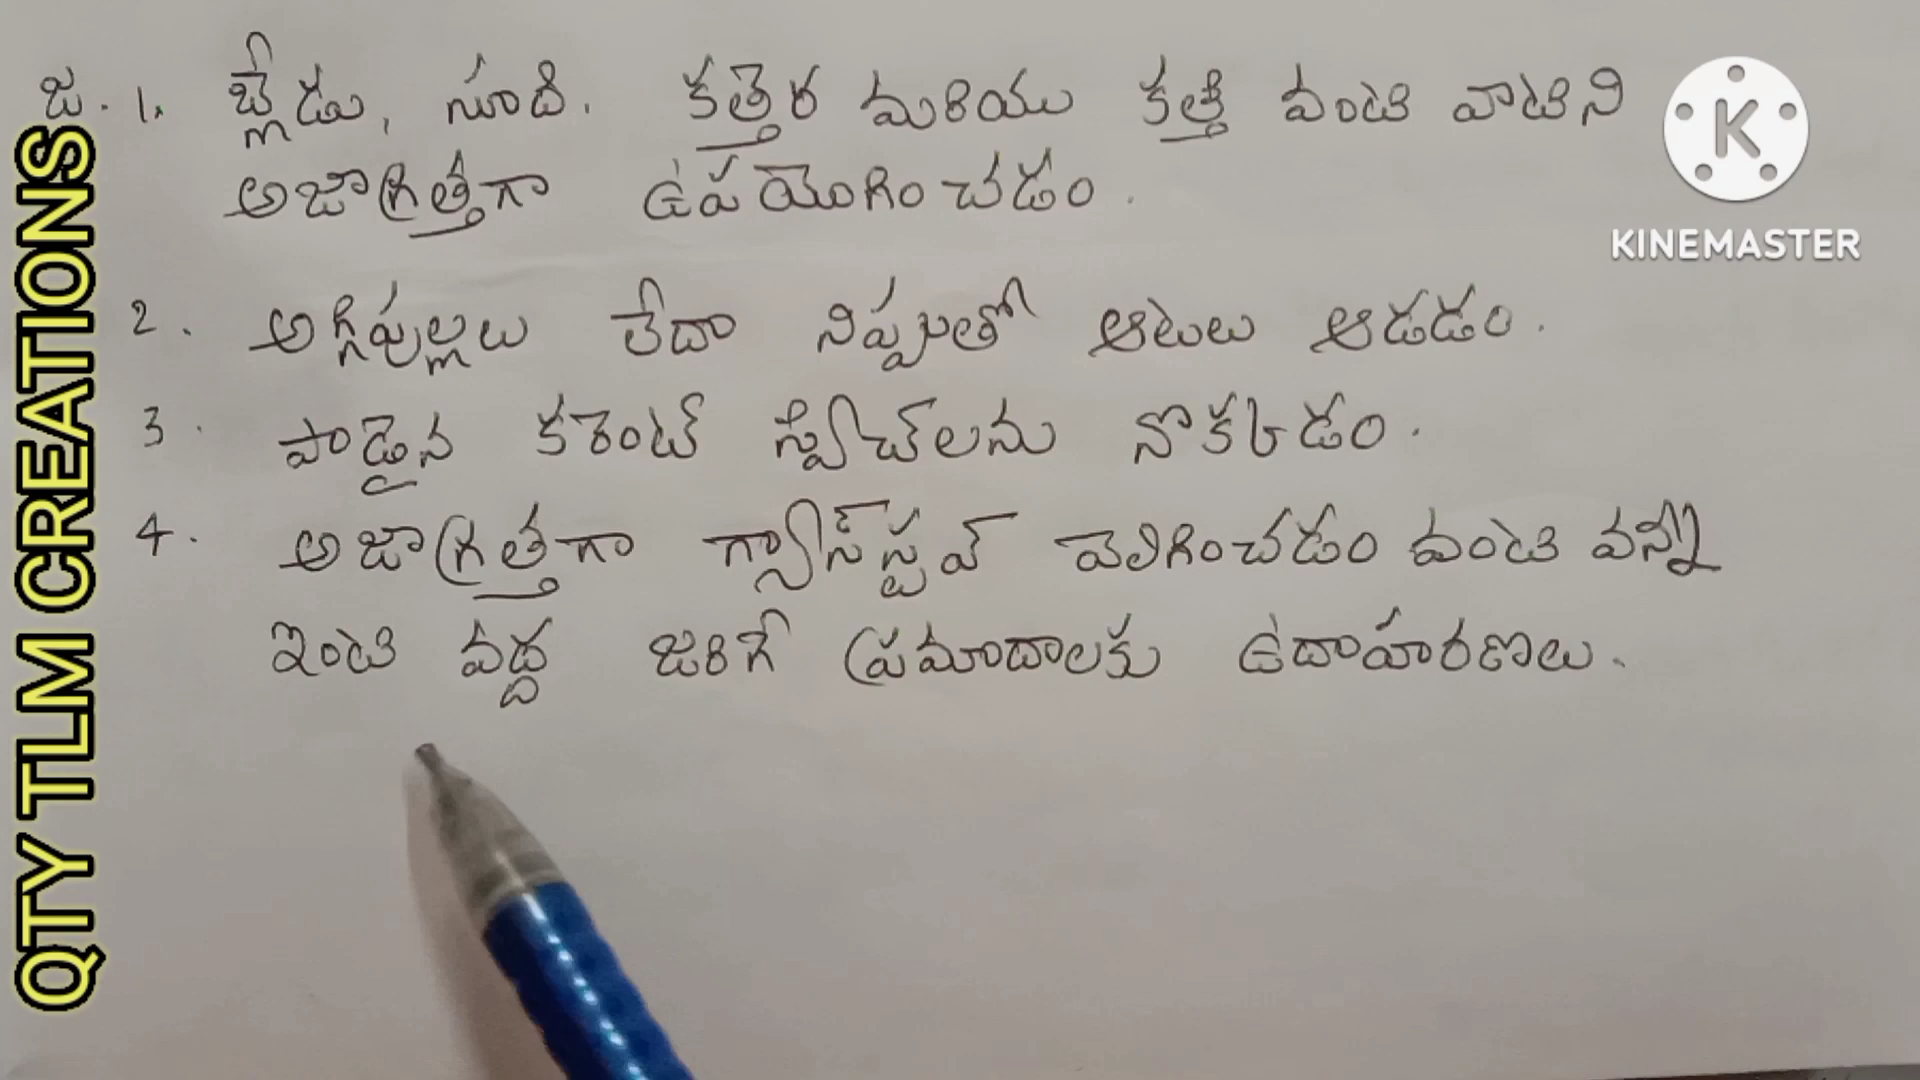 జ. 1. బ్లేడు, సూది. కత్తెర మరియు కత్తి వంటి వాటిని
అజాగ్రత్తగా ఉపయోగించడం.
2. అగ్గిపుల్లలు లేదా నిప్పుతో ఆటలు ఆడడం.
3. పాడైన కరెంట్ స్వీచ్‌లను నొక్కడం.
4. అజాగ్రత్తగా గ్యాస్‌స్టవ్ వెలిగించడం వంటి వన్నీ
ఇంటి వద్ద జరిగే ప్రమాదాలకు ఉదాహరణలు.
QTY TLM CREATIONS
K
KINEMASTER